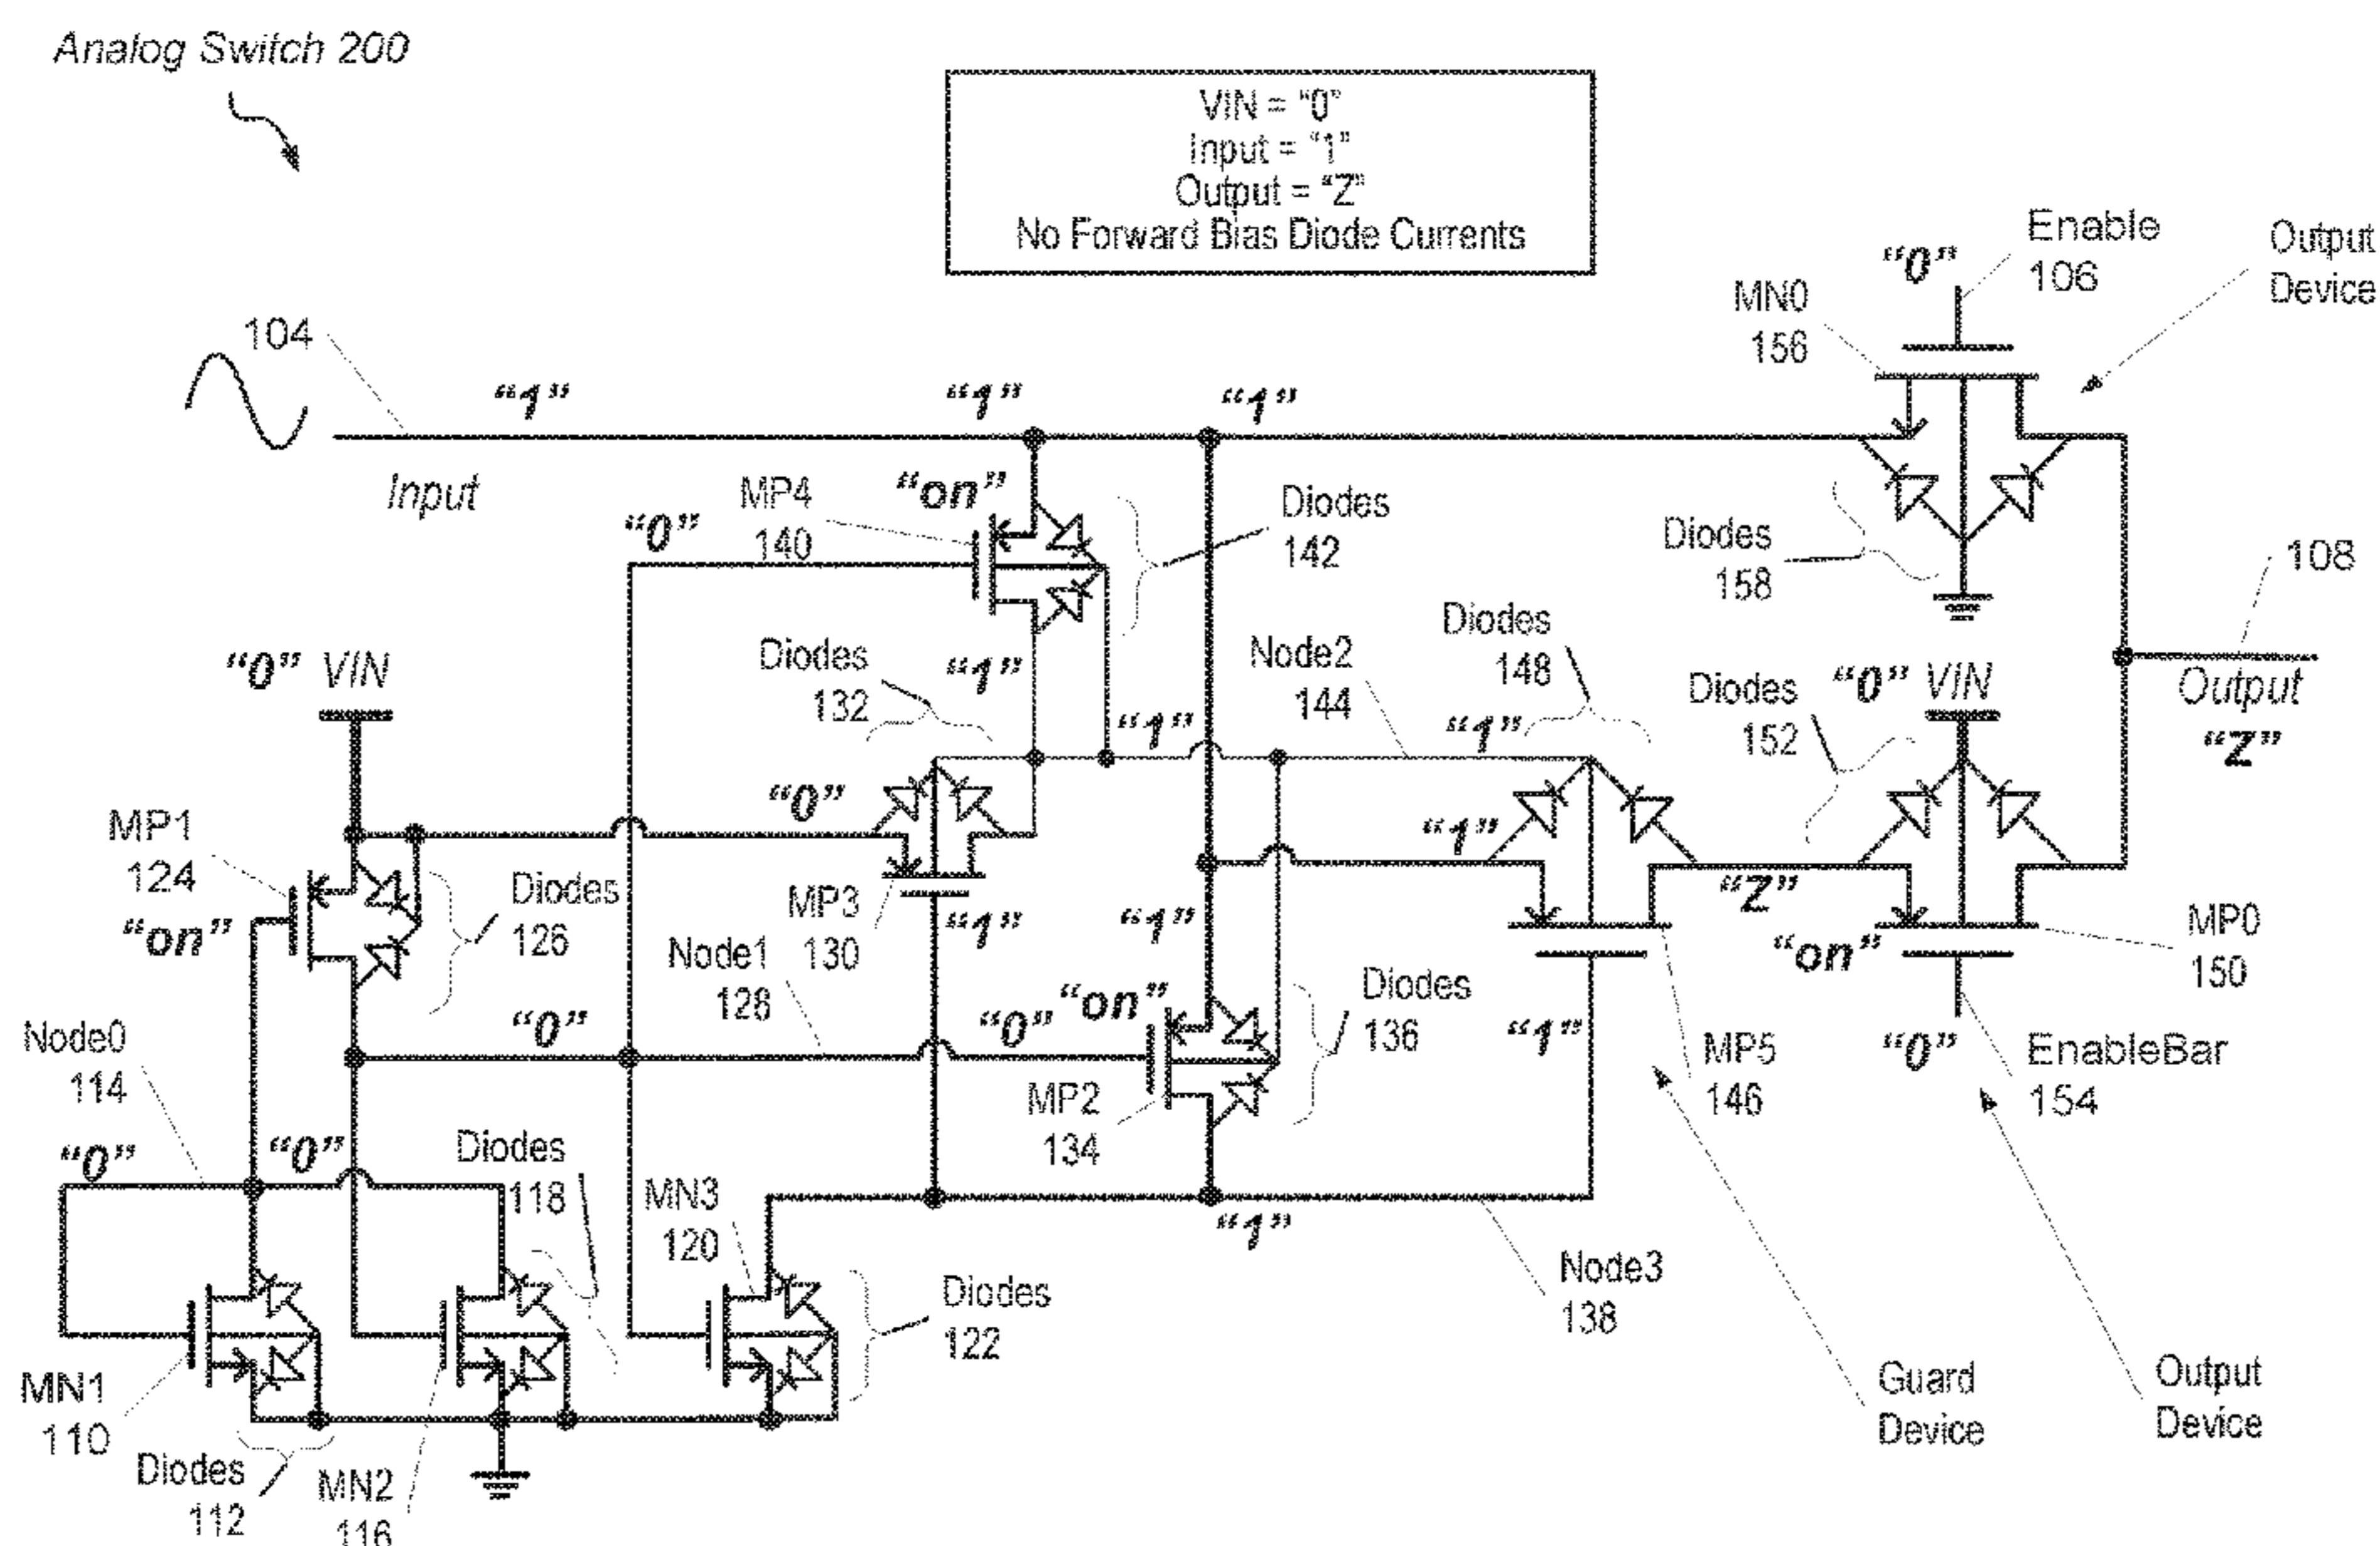 Analog Switch 200
VIN = "0"
Input = "1"
Output = "Z"
No Forward Bias Diode Currents
Enable
106
"0"
Output
Device
MN0
156
104
"1"
"1"
"1"
Input
MP4
140
"on"
"0"
Diodes
142
Diodes
158
108
Diodes
132
"1"
"1"
Node2
144
Diodes
148
"1"
Diodes
152
"0" VIN
Output
"Z"
"0" VIN
MP1
124
"on"
Diodes
126
"0"
MP3
130
"1"
"1"
"1"
"Z"
"on"
MP0
150
Node1
128
"0"
"on"
"0"
Diodes
136
"1"
MP5
146
"0"
EnableBar
154
Node0
114
"0"
"0"
Diodes
118
MN3
120
MP2
134
"1"
Node3
138
Diodes
122
MN1
110
Diodes
112
MN2
116
Guard
Device
Output
Device